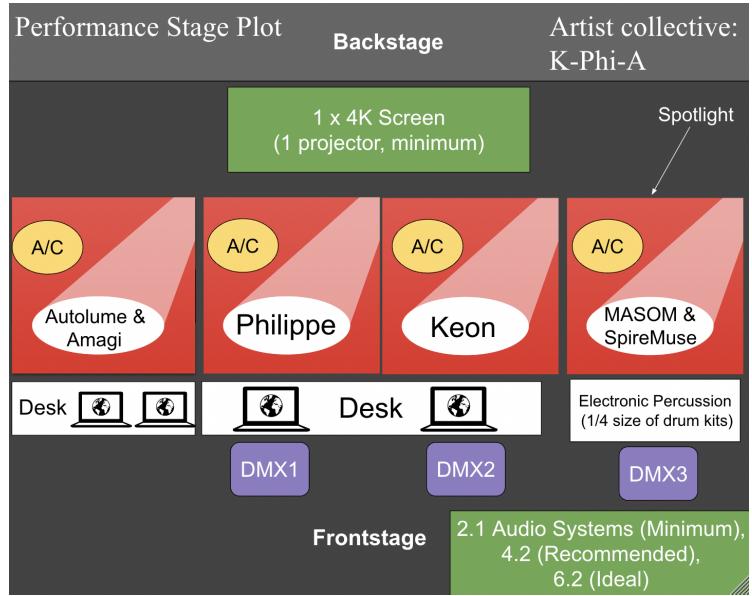 Performance Stage Plot
Backstage
Artist collective:
K-Phi-A
1 x 4K Screen
(1 projector, minimum)
Spotlight
A/C
A/C
A/C
A/C
Autolume &
Amagi
Philippe
Keon
MASOM &
SpireMuse
Desk
Desk
Electronic Percussion
(1/4 size of drum kits)
DMX1
DMX2
DMX3
Frontstage
2.1 Audio Systems (Minimum),
4.2 (Recommended),
6.2 (Ideal)